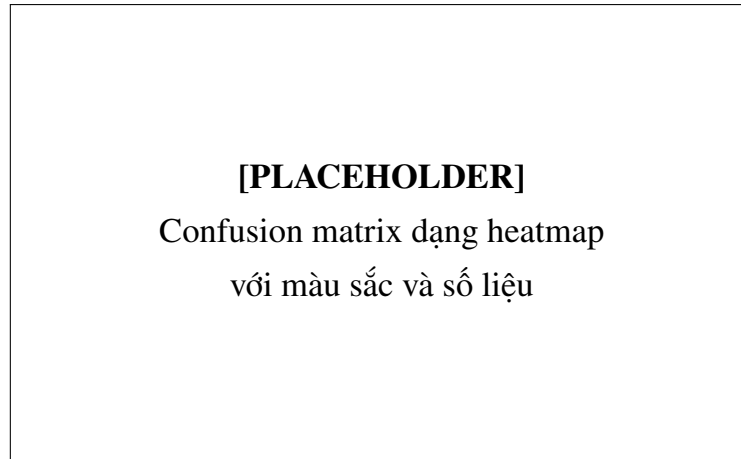 [PLACEHOLDER]
Confusion matrix dạng heatmap
với màu sắc và số liệu